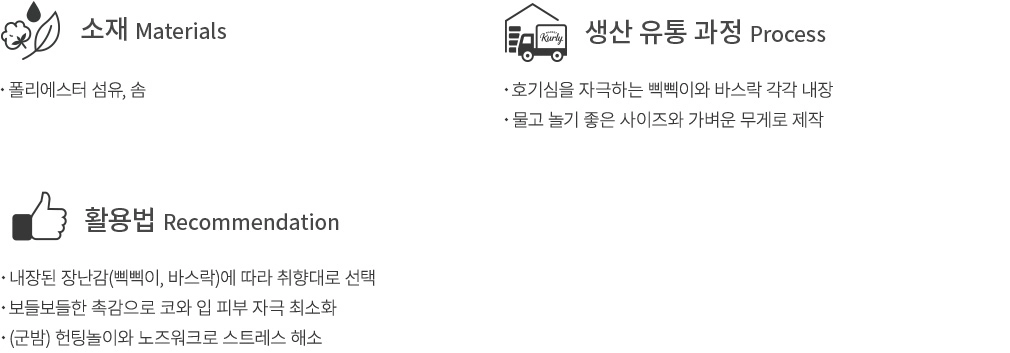 소재 Materials
· 폴리에스터 섬유, 솜
Kurly
생산 유통 과정 Process
· 호기심을 자극하는 삑삑이와 바스락 각각 내장
· 물고 놀기 좋은 사이즈와 가벼운 무게로 제작
활용법 Recommendation
· 내장된 장난감(삑삑이, 바스락)에 따라 취향대로 선택
· 보들보들한 촉감으로 코와 입 피부 자극 최소화
· (군밤) 헌팅놀이와 노즈워크로 스트레스 해소